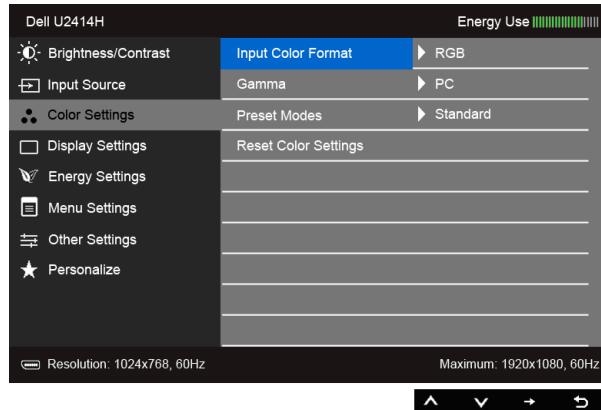 Dell U2414H Energy Use
Brightness/Contrast Input Color Format RGB
Input Source Gamma PC
Color Settings Preset Modes Standard
Display Settings Reset Color Settings
Energy Settings
Menu Settings
Other Settings
Personalize
Resolution: 1024x768, 60Hz Maximum: 1920x1080, 60Hz